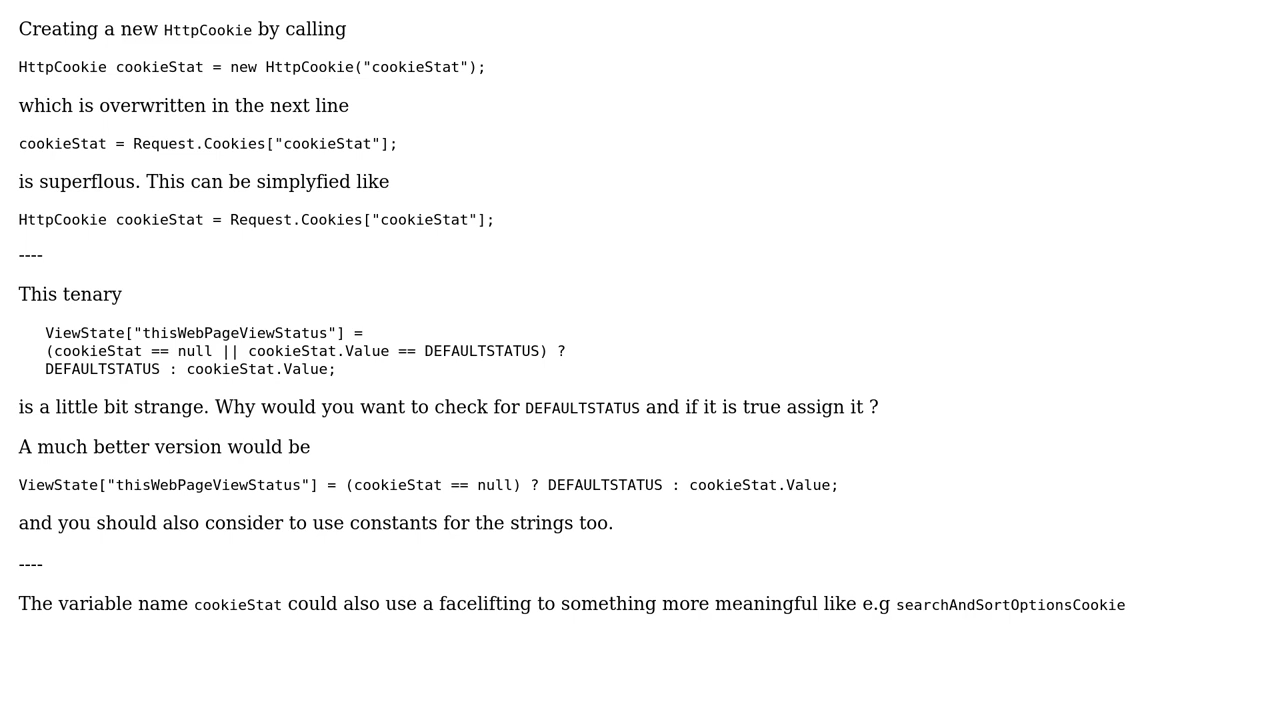 Creating a new HttpCookie by calling
HttpCookie cookieStat = new HttpCookie("cookieStat");
which is overwritten in the next line
cookieStat = Request.Cookies["cookieStat"];
is superflous. This can be simplyfied like
HttpCookie cookieStat = Request.Cookies["cookieStat"];
----
This tenary
ViewState["thisWebPageViewStatus"] =
(cookieStat == null || cookieStat.Value == DEFAULTSTATUS) ?
DEFAULTSTATUS : cookieStat.Value;
is a little bit strange. Why would you want to check for DEFAULTSTATUS and if it is true assign it ?
A much better version would be
ViewState["thisWebPageViewStatus"] = (cookieStat == null) ? DEFAULTSTATUS : cookieStat.Value;
and you should also consider to use constants for the strings too.
----
The variable name cookieStat could also use a facelifting to something more meaningful like e.g searchAndSortOptionsCookie